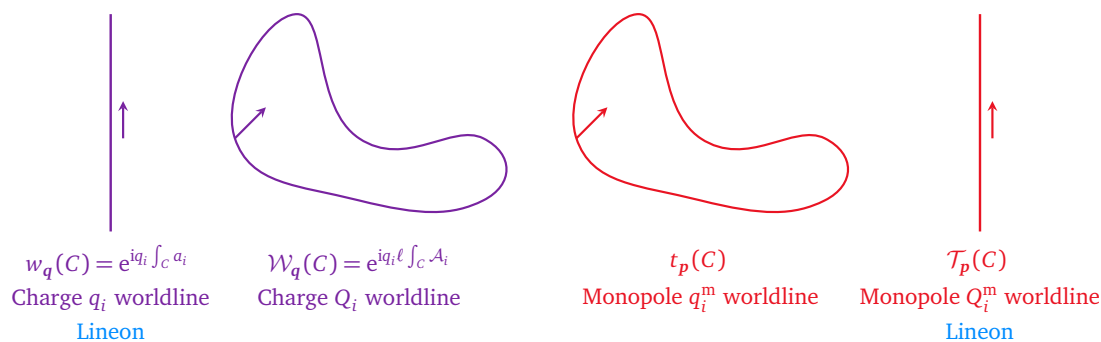 w_q(C) = e^{iq_i ∫_C a_i}
Charge q_i worldline
Lineon
𝒲_q(C) = e^{iq_i ℓ ∫_C 𝒜_i}
Charge Q_i worldline
t_p(C)
Monopole q_i^m worldline
𝒯_p(C)
Monopole Q_i^m worldline
Lineon